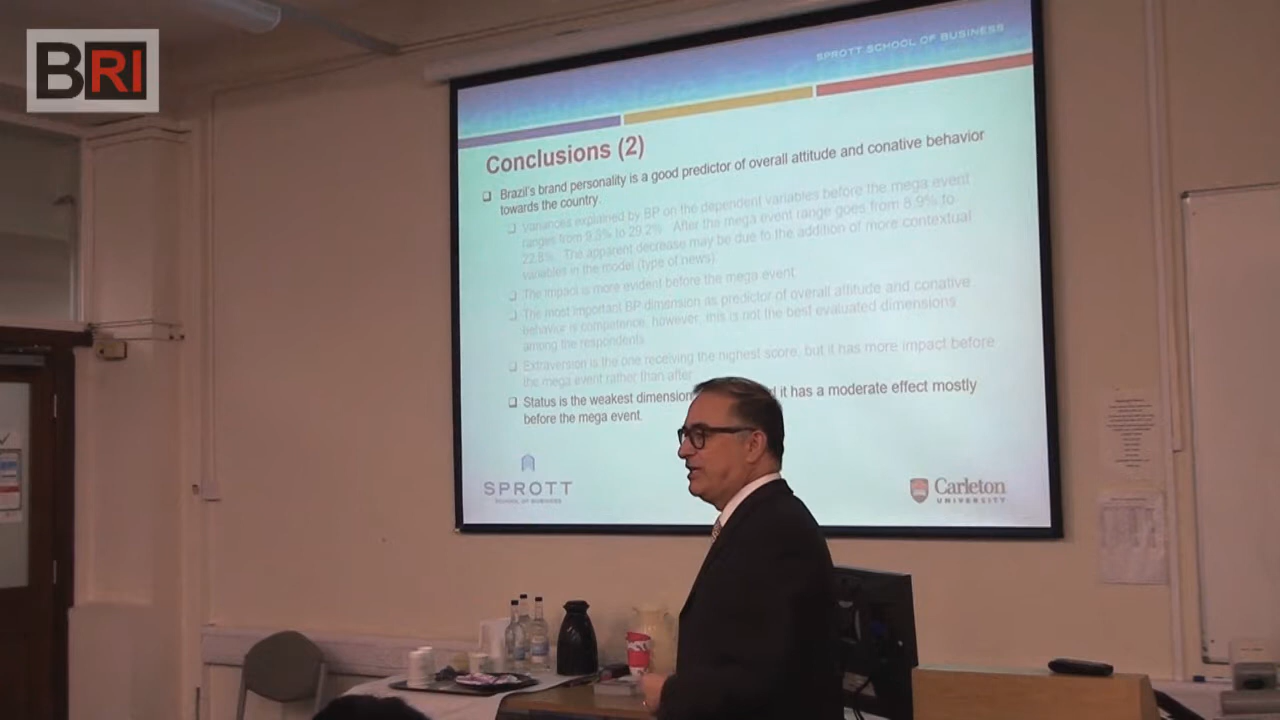 BRI
SPROTT SCHOOL OF BUSINESS
Conclusions (2)
Brazil's brand personality is a good predictor of overall attitude and conative behavior
towards the country.
Variances explained by BP on the dependent variables before the mega event
ranges from 9.3% to 29.2%. After the mega event range goes from 8.9% to
22.8%. The apparent decrease may be due to the addition of more contextual
variables in the model (type of news)
The impact is more evident before the mega event
The most important BP dimension as predictor of overall attitude and conative
behavior is competence, however, this is not the best evaluated dimensions
among the respondents
Extraversion is the one receiving the highest score, but it has more impact before
the mega event rather than after.
Status is the weakest dimension it has a moderate effect mostly
before the mega event.
SPROTT
SCHOOL OF BUSINESS
Carleton
UNIVERSITY